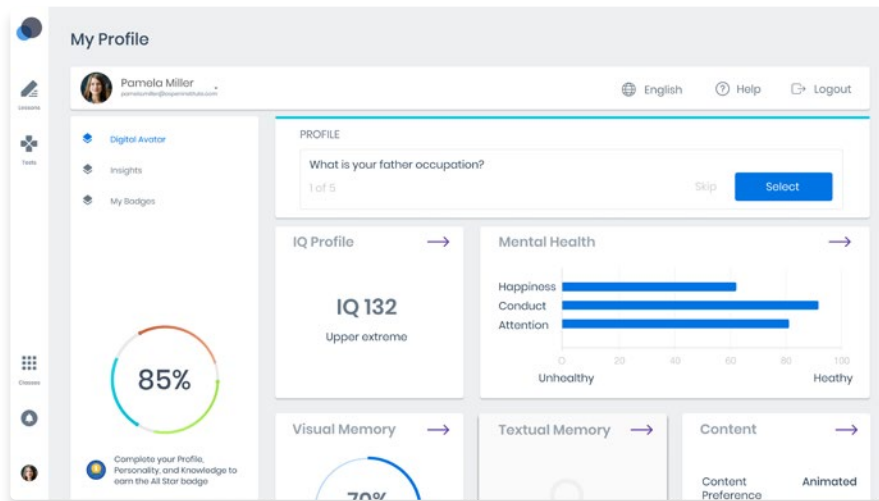 My Profile
Pamela Miller
English
Help
Logout
Lessons
Tests
Classes
Digital Avatar
Insights
My Badges
85%
Complete your Profile,
Personality, and Knowledge to
earn the All Star badge
PROFILE
What is your father occupation?
1 of 5
Skip
Select
IQ Profile
IQ 132
Upper extreme
Mental Health
Happiness
Conduct
Attention
0 20 40 60 80 100
Unhealthy
Heathy
Visual Memory
70%
Textual Memory
Content
Content
Preference
Animated